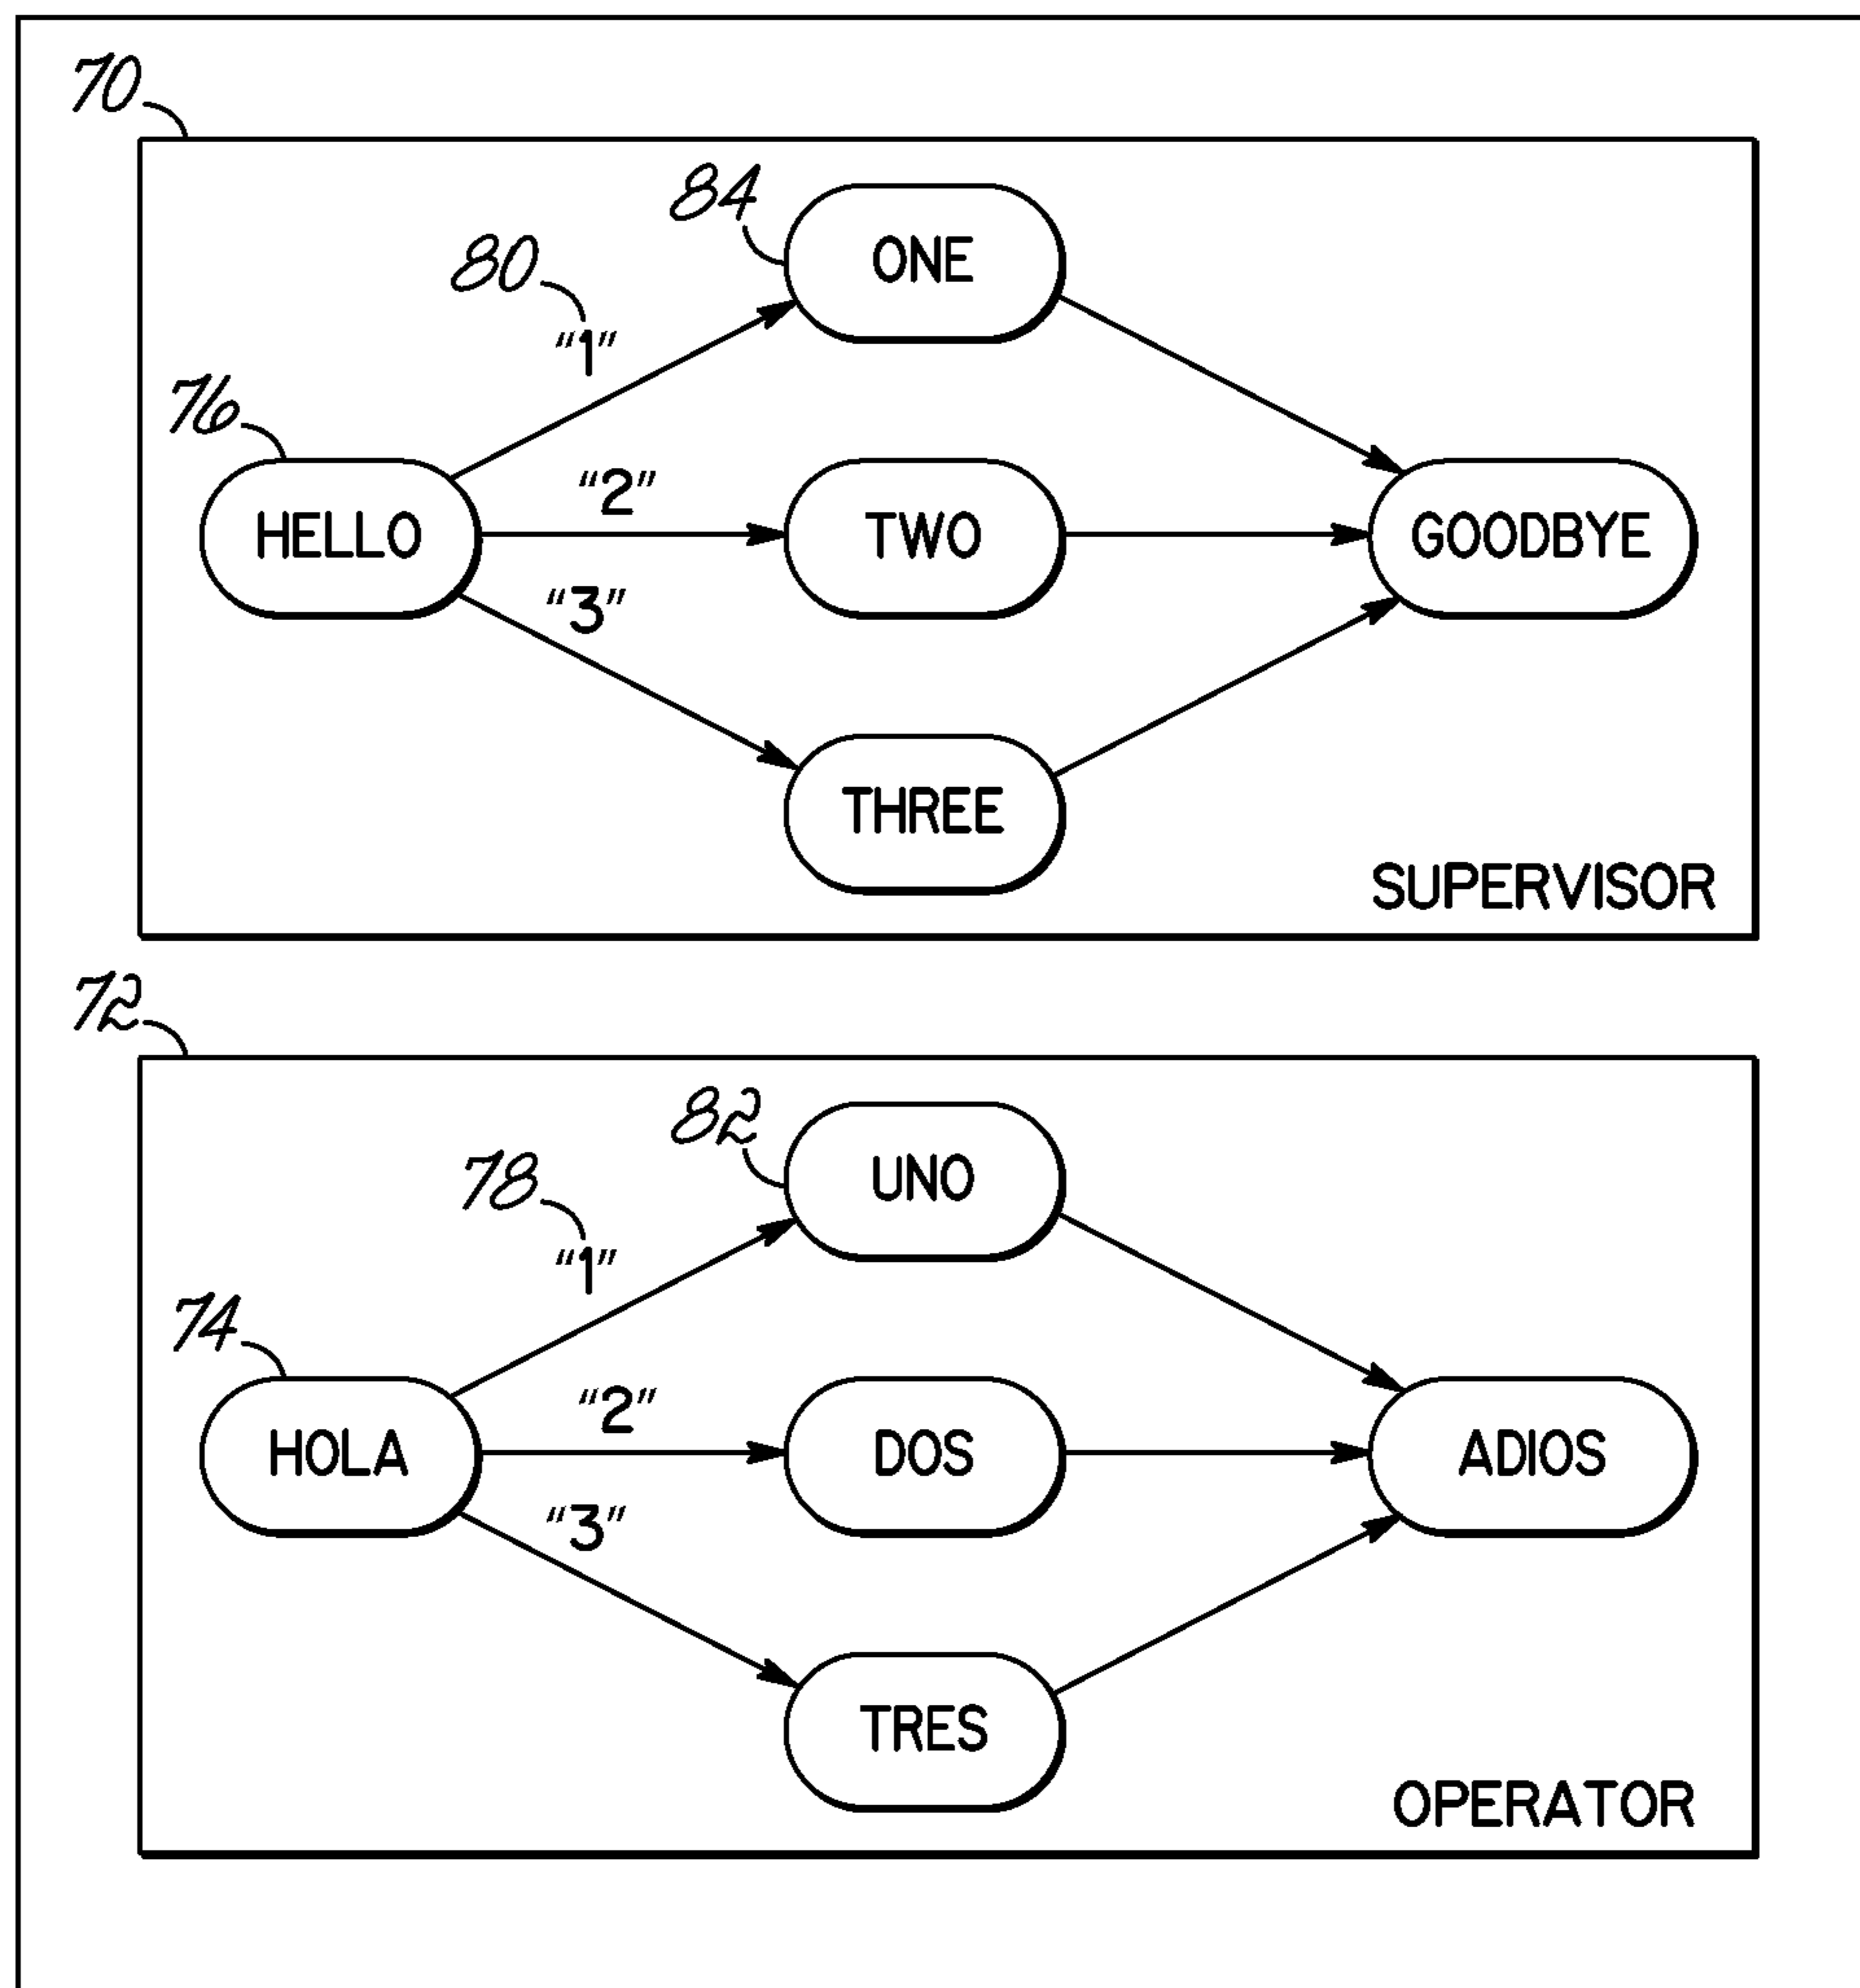 70
84
ONE
80
“1”
76
“2”
HELLO
TWO
GOODBYE
“3”
THREE
SUPERVISOR
72
82
UNO
78
“1”
74
“2”
HOLA
DOS
ADIOS
“3”
TRES
OPERATOR